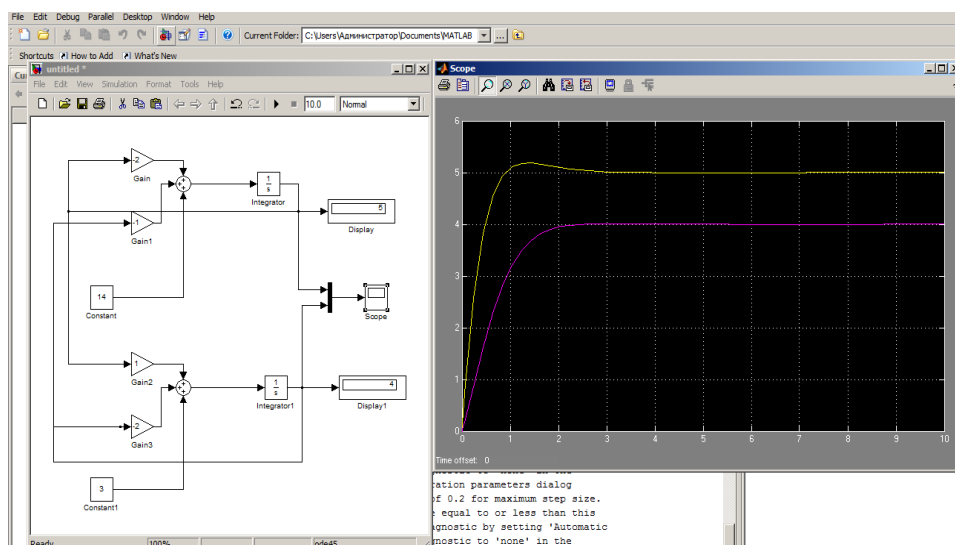 File Edit Debug Parallel Desktop Window Help
Current Folder: C:\Users\Администратор\Documents\MATLAB
Shortcuts How to Add What's New
untitled *
File Edit View Simulation Format Tools Help
10.0 Normal
-2
Gain
-1
Gain1
1
s
Integrator
5
Display
14
Constant
Scope
1
Gain2
1
s
Integrator1
4
Display1
-2
Gain3
3
Constant1
Ready 100% ode45
Scope
6
5
4
3
2
1
0
0 1 2 3 4 5 6 7 8 9 10
Time offset: 0
ration parameters dialog
of 0.2 for maximum step size.
e equal to or less than this
agnostic by setting 'Automatic
gnostic to 'none' in the